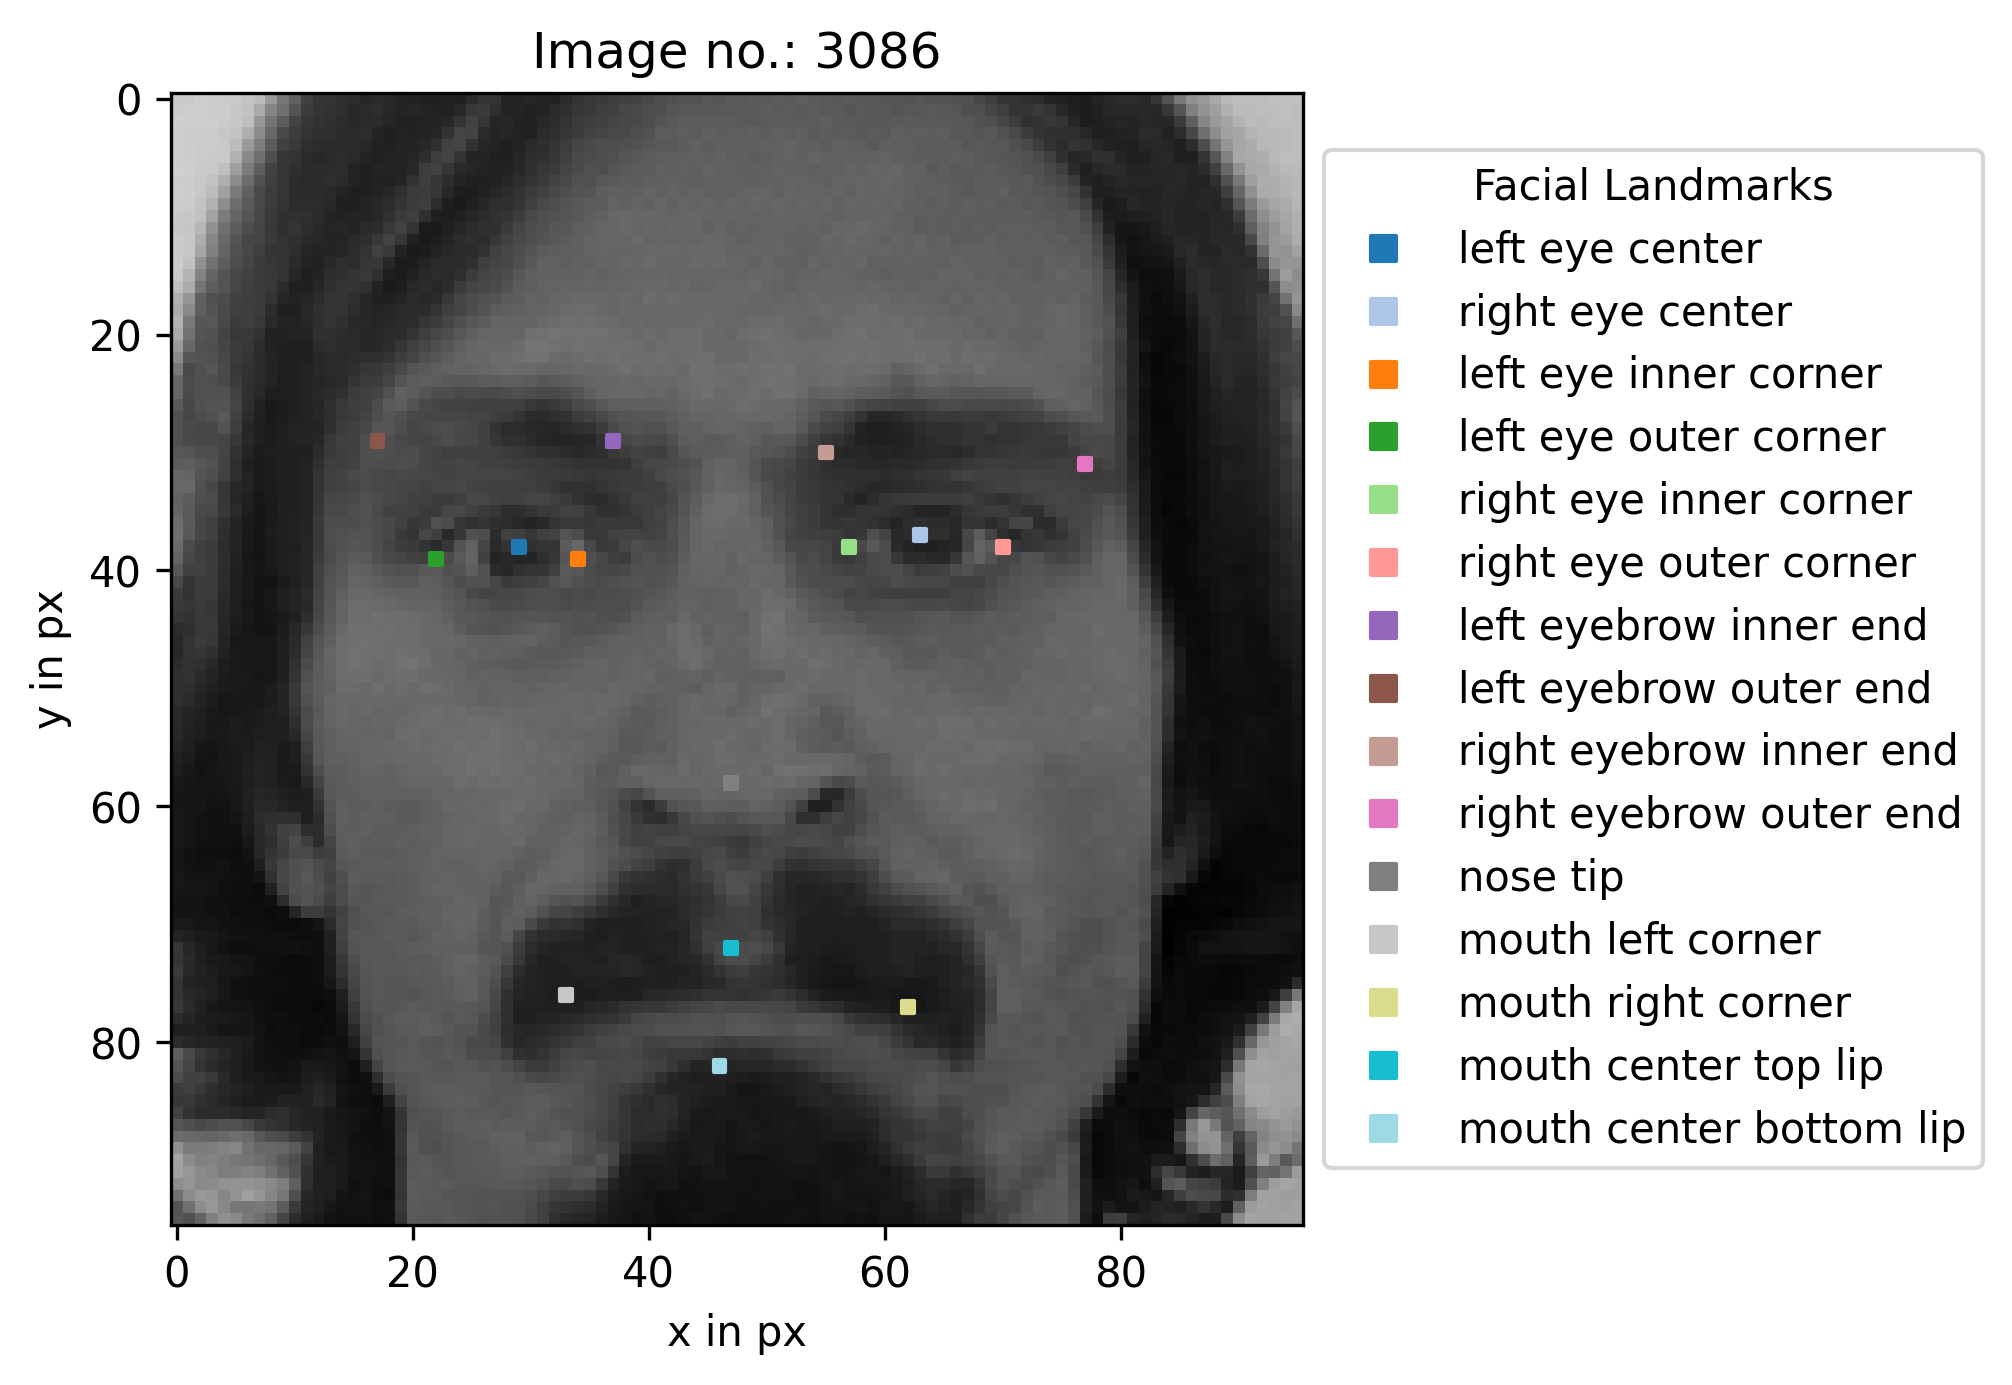 Image no.: 3086
0
20
40
60
80
y in px
0 20 40 60 80
x in px
Facial Landmarks
left eye center
right eye center
left eye inner corner
left eye outer corner
right eye inner corner
right eye outer corner
left eyebrow inner end
left eyebrow outer end
right eyebrow inner end
right eyebrow outer end
nose tip
mouth left corner
mouth right corner
mouth center top lip
mouth center bottom lip